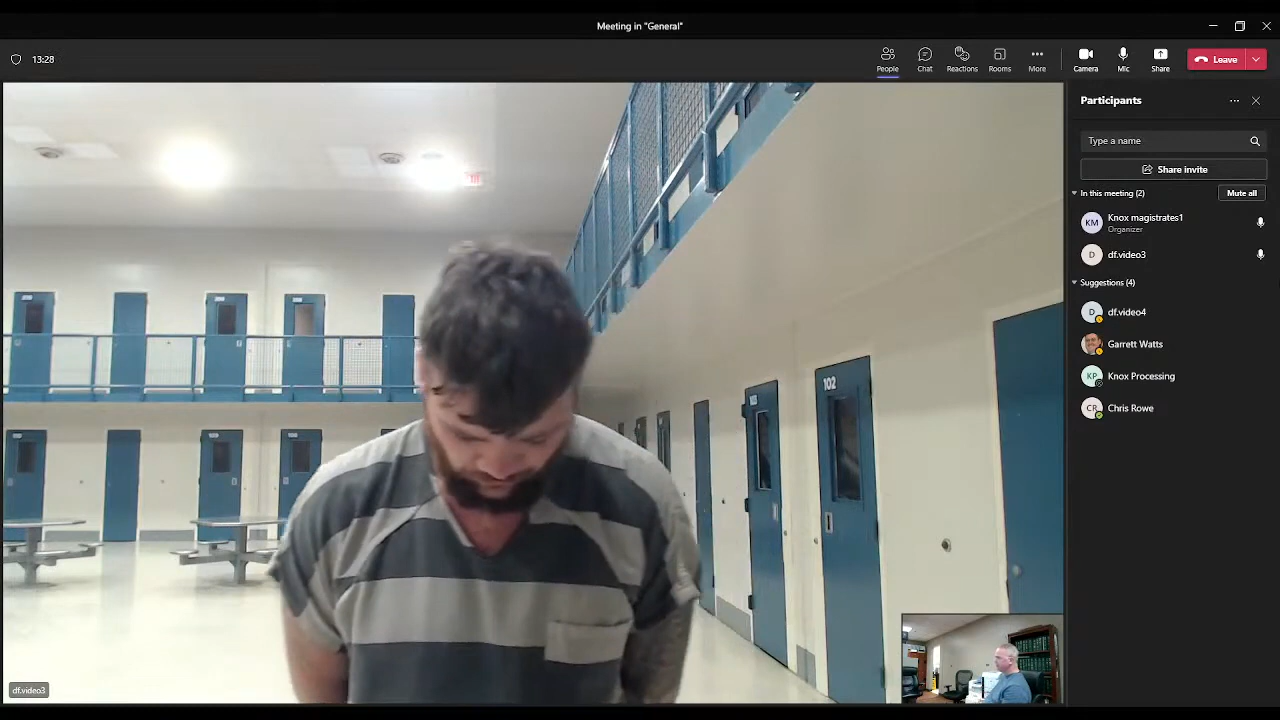 Meeting in "General"
13:28
People
Chat
Reactions
Rooms
More
Camera
Mic
Share
Leave
Participants
Type a name
Share invite
In this meeting (2)
Mute all
KM
Knox magistrates1
Organizer
D
df.video3
Suggestions (4)
D
df.video4
Garrett Watts
KP
Knox Processing
CR
Chris Rowe
102
df.video3